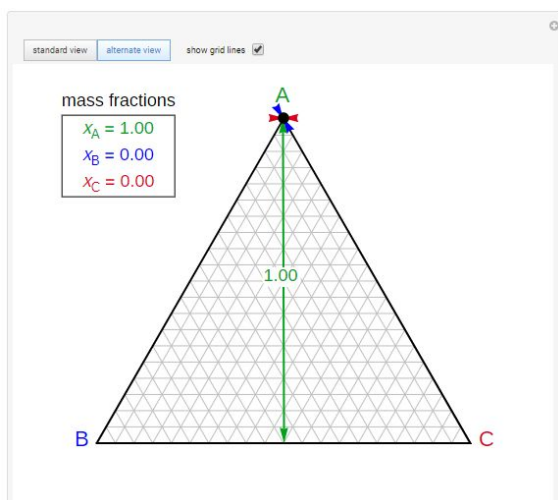 standard view alternate view show grid lines
mass fractions
A
xA = 1.00
xB = 0.00
xC = 0.00
1.00
B
C